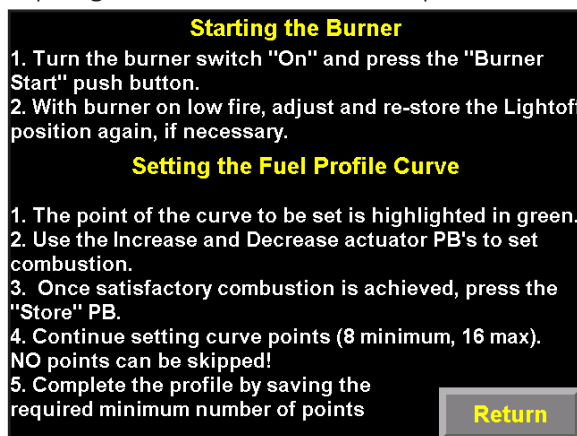 Starting the Burner
1. Turn the burner switch "On" and press the "Burner
Start" push button.
2. With burner on low fire, adjust and re-store the Lightoff
position again, if necessary.
Setting the Fuel Profile Curve
1. The point of the curve to be set is highlighted in green.
2. Use the Increase and Decrease actuator PB's to set
combustion.
3. Once satisfactory combustion is achieved, press the
"Store" PB.
4. Continue setting curve points (8 minimum, 16 max).
NO points can be skipped!
5. Complete the profile by saving the
required minimum number of points
Return